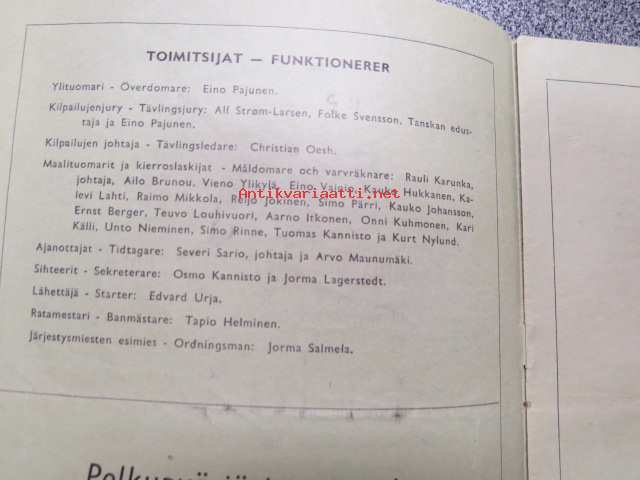 TOIMITSIJAT — FUNKTIONERER
Ylituomari - Överdomare: Eino Pajunen.
Kilpailujenjury - Tävlingsjury: Alf Strøm-Larsen, Folke Svensson, Tanskan edus-
taja ja Eino Pajunen.
Kilpailujen johtaja - Tävlingsledare: Christian Oesh.
Maalituomarit ja kierroslaskijat - Måldomare och varvräknare: Rauli Karunka,
johtaja, Ailo Brunou, Vieno Ylikylä, Eino Kauko Hukkanen, Ka-
Antikvariaatti.net
levi Lahti, Raimo Mikkola, Reijo Jokinen, Simo Pärri, Kauko Johansson,
Ernst Berger, Teuvo Louhivuori, Aarno Itkonen, Onni Kuhmonen, Kari
Källi, Unto Nieminen, Simo Rinne, Tuomas Kannisto ja Kurt Nylund.
Ajanottajat - Tidtagare: Severi Sario, johtaja ja Arvo Maunumäki.
Sihteerit - Sekreterare: Osmo Kannisto ja Jorma Lagerstedt.
Lähettäjä - Starter: Edvard Urja.
Ratamestari - Banmästare: Tapio Helminen.
Järjestysmiesten esimies - Ordningsman: Jorma Salmela.